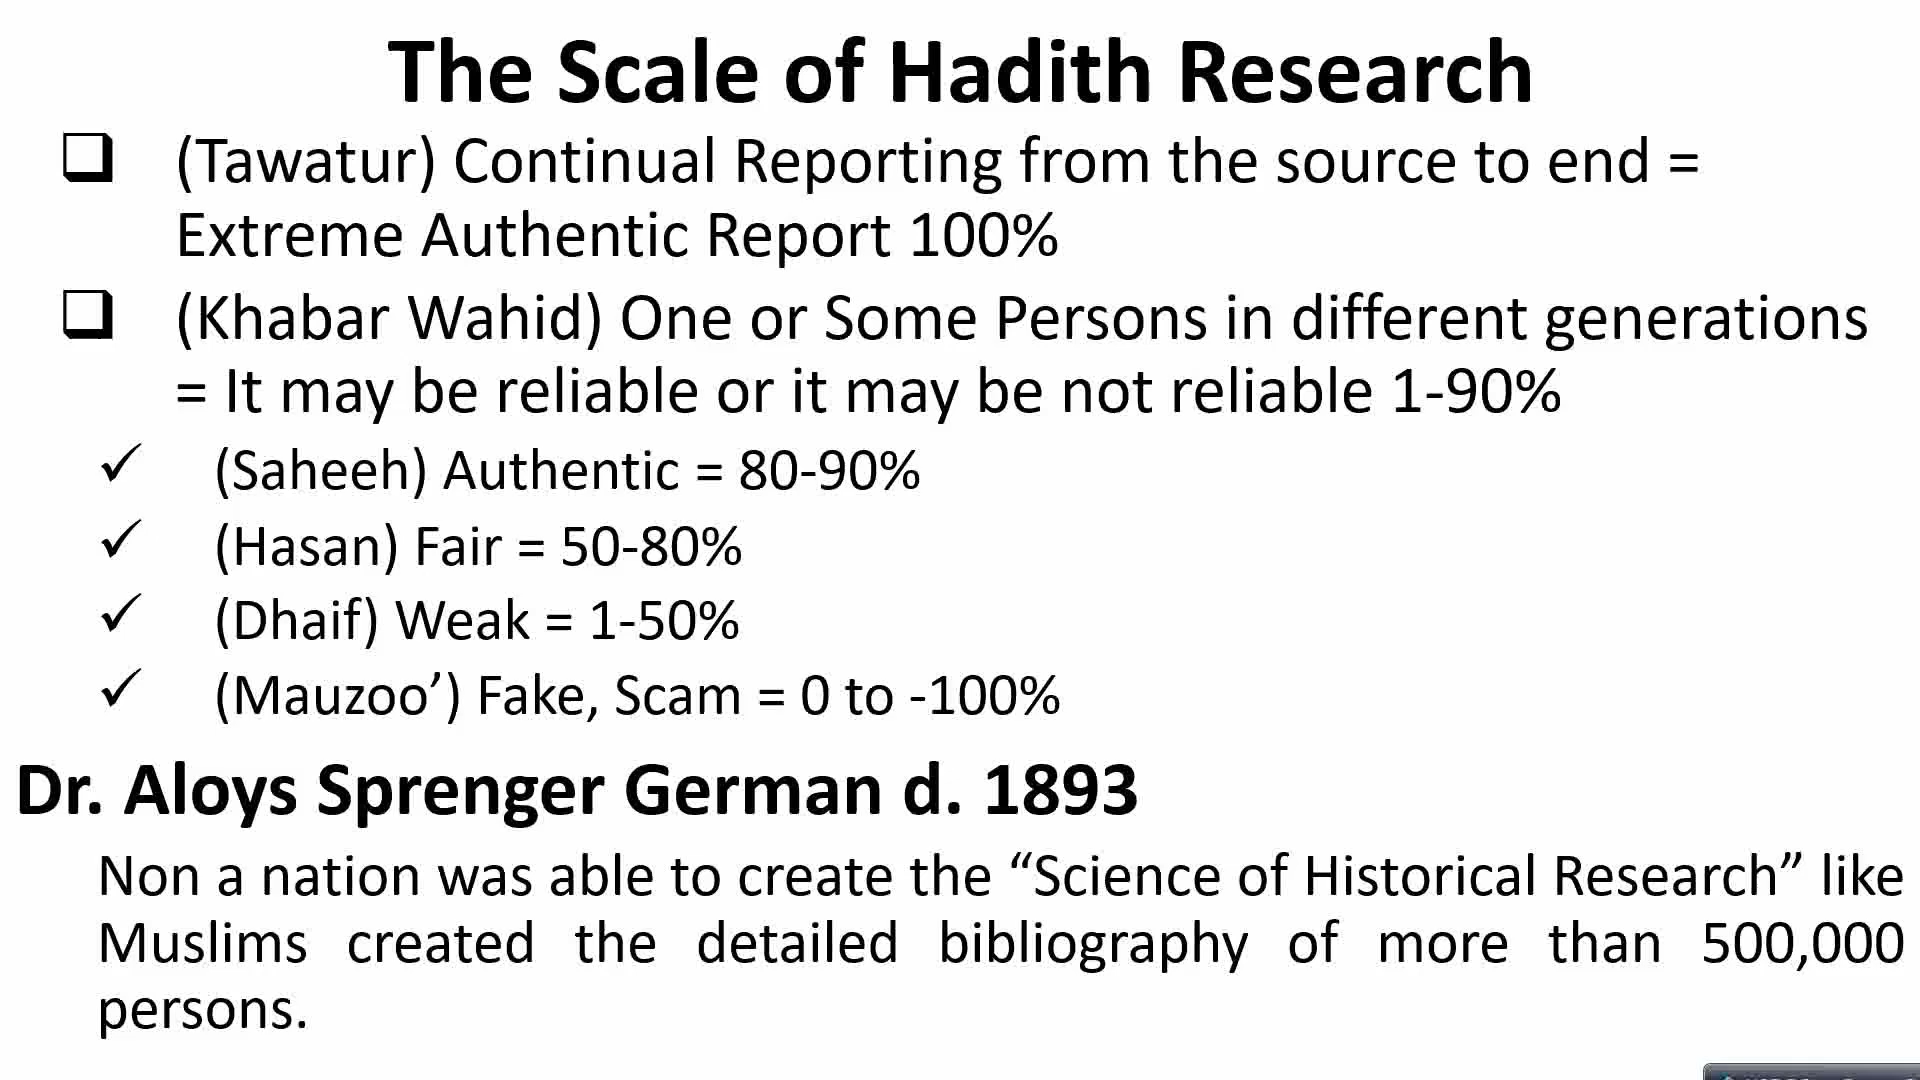 The Scale of Hadith Research
(Tawatur) Continual Reporting from the source to end =
Extreme Authentic Report 100%
(Khabar Wahid) One or Some Persons in different generations
= It may be reliable or it may be not reliable 1-90%
(Saheeh) Authentic = 80-90%
(Hasan) Fair = 50-80%
(Dhaif) Weak = 1-50%
(Mauzoo’) Fake, Scam = 0 to -100%
Dr. Aloys Sprenger German d. 1893
Non a nation was able to create the “Science of Historical Research” like
Muslims created the detailed bibliography of more than 500,000
persons.